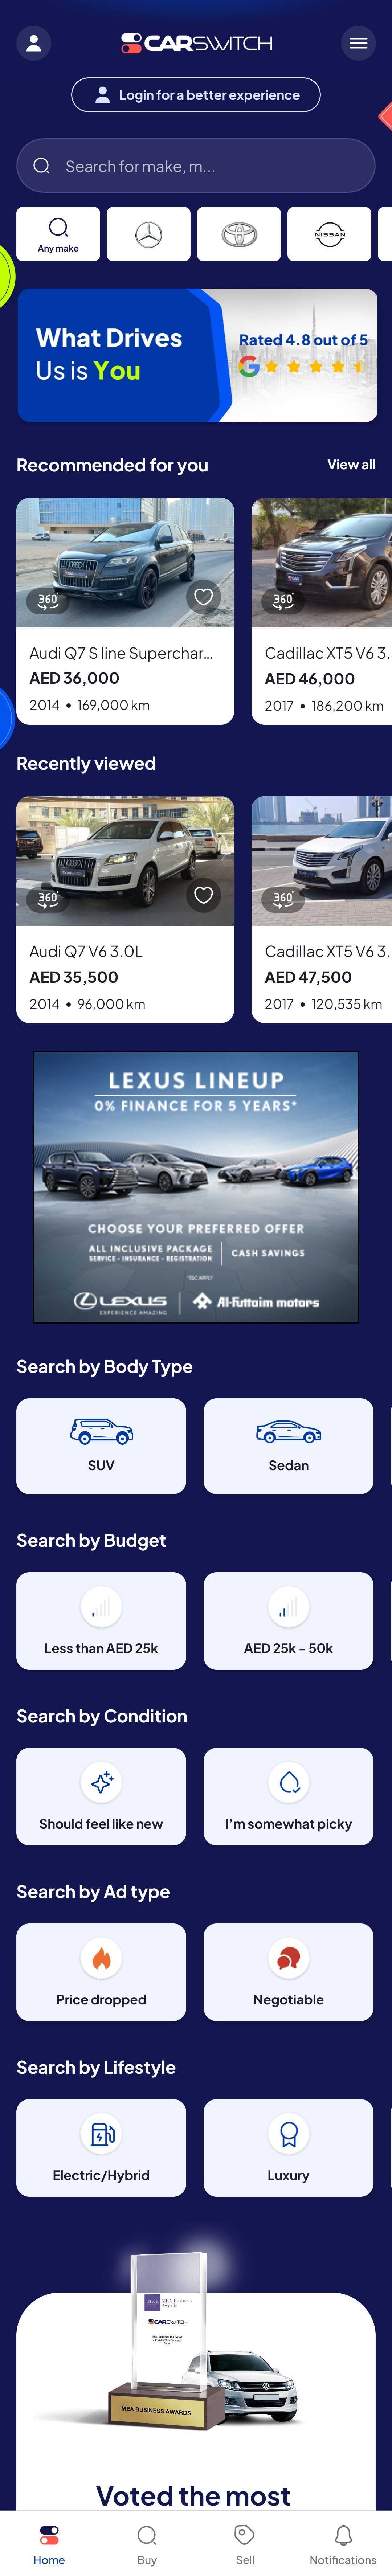 CARSWITCH
Login for a better experience
Search for make, m...
Any make
NISSAN
What Drives
Us is You
Rated 4.8 out of 5
Recommended for you
View all
360°
360°
Audi Q7 S line Superchar...
Cadillac XT5 V6 3.
AED 36,000
AED 46,000
2014 • 169,000 km
2017 • 186,200 km
Recently viewed
360°
360°
Audi Q7 V6 3.0L
Cadillac XT5 V6 3.
AED 35,500
AED 47,500
2014 • 96,000 km
2017 • 120,535 km
LEXUS LINEUP
0% FINANCE FOR 5 YEARS*
CHOOSE YOUR PREFERRED OFFER
ALL INCLUSIVE PACKAGE
SERVICE - INSURANCE - REGISTRATION
CASH SAVINGS
*T&C APPLY
LEXUS
EXPERIENCE AMAZING
Al-Futtaim motors
Search by Body Type
SUV
Sedan
Search by Budget
Less than AED 25k
AED 25k - 50k
Search by Condition
Should feel like new
I'm somewhat picky
Search by Ad type
Price dropped
Negotiable
Search by Lifestyle
Electric/Hybrid
Luxury
MEA Business
Awards
CARSWITCH
MEA BUSINESS AWARDS
Voted the most
Home
Buy
Sell
Notifications